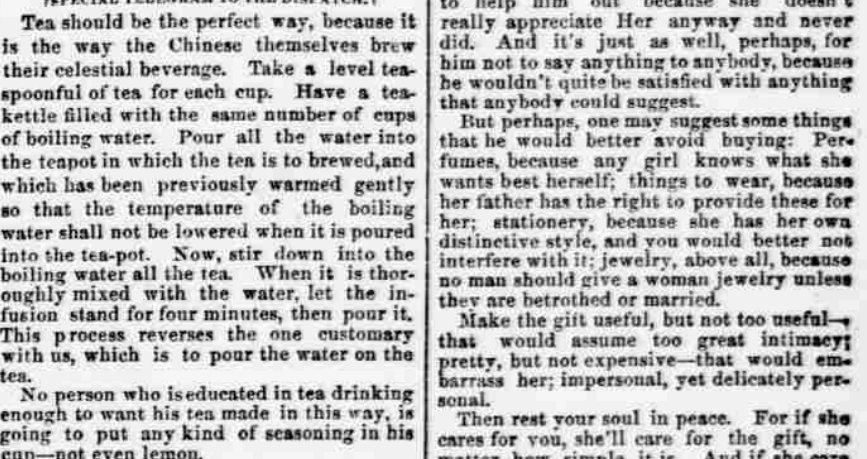 [SPECIAL TELEGRAM TO THE DISPATCH.]
Tea should be the perfect way, because it
is the way the Chinese themselves brew
their celestial beverage. Take a level tea-
spoonful of tea for each cup. Have a tea-
kettle filled with the same number of cups
of boiling water. Pour all the water into
the teapot in which the tea is to brewed,and
which has been previously warmed gently
so that the temperature of the boiling
water shall not be lowered when it is poured
into the tea-pot. Now, stir down into the
boiling water all the tea. When it is thor-
oughly mixed with the water, let the in-
fusion stand for four minutes, then pour it.
This process reverses the one customary
with us, which is to pour the water on the
tea.
No person who is educated in tea drinking
enough to want his tea made in this way, is
going to put any kind of seasoning in his
cup—not even lemon.
to help him out because she doesn't
really appreciate Her anyway and never
did. And it's just as well, perhaps, for
him not to say anything to anybody, because
he wouldn't quite be satisfied with anything
that anybody could suggest.
But perhaps, one may suggest some things
that he would better avoid buying: Per-
fumes, because any girl knows what she
wants best herself; things to wear, because
her father has the right to provide these for
her; stationery, because she has her own
distinctive style, and you would better not
interfere with it; jewelry, above all, because
no man should give a woman jewelry unless
they are betrothed or married.
Make the gift useful, but not too useful—
that would assume too great intimacy;
pretty, but not expensive—that would em-
barrass her; impersonal, yet delicately per-
sonal.
Then rest your soul in peace. For if she
cares for you, she'll care for the gift, no
matter how simple it is. And if she care